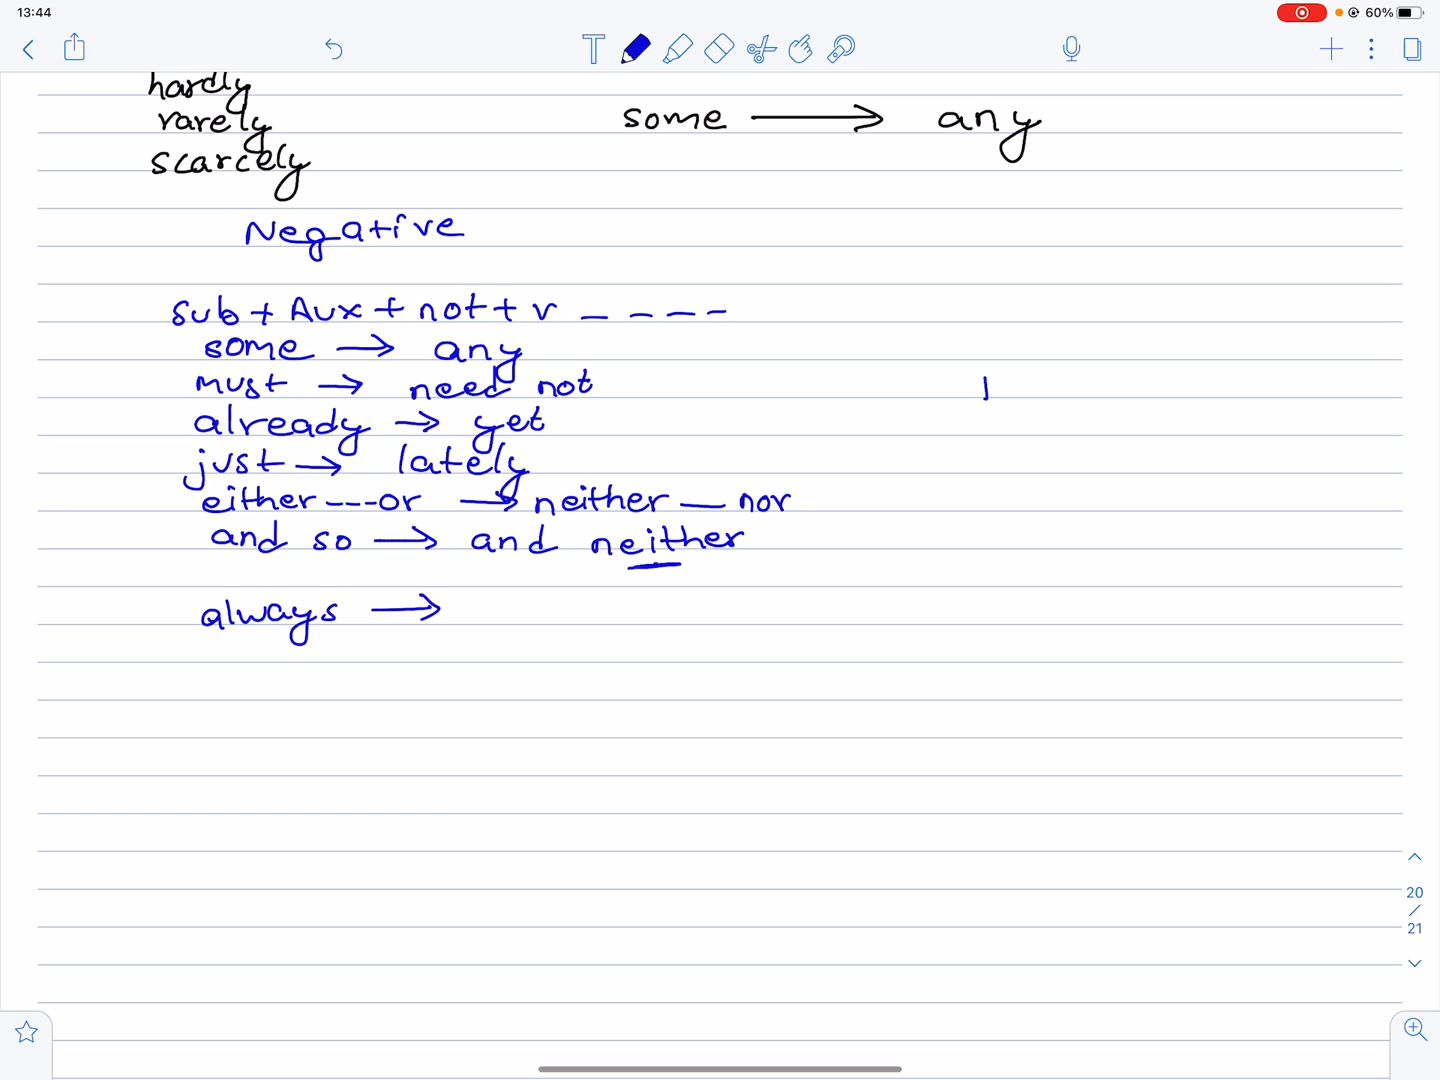 13:44
60%
hardly
rarely
some → any
scarcely
Negative
sub + Aux + not + v _ _ _ _
some → any
must → need not
already → yet
just → lately
either ---or → neither — nor
and so → and neither
always →
20
/
21